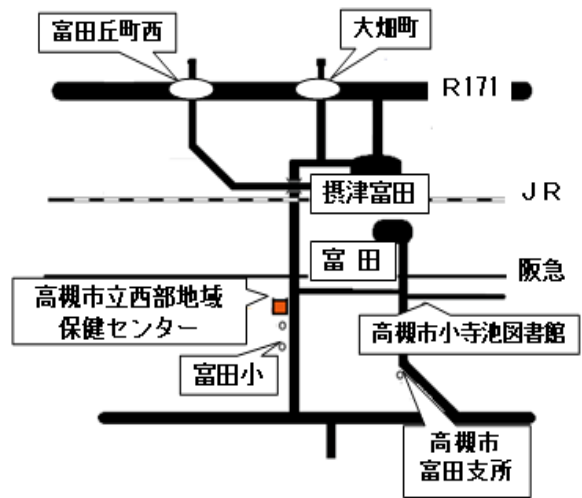 富田丘町西
大畑町
R171
摂津富田
JR
富田
阪急
高槻市立西部地域
保健センター
高槻市小寺池図書館
富田小
高槻市
富田支所